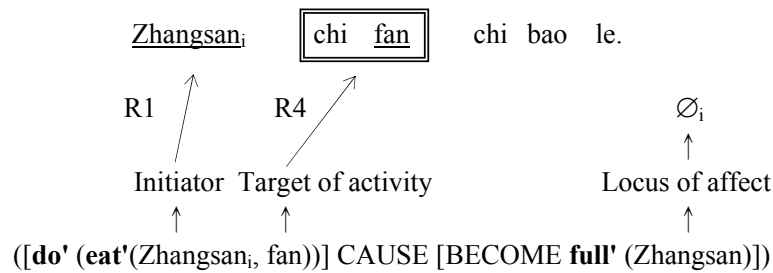 Zhangsanᵢ chi fan chi bao le.
R1 R4 ∅ᵢ
Initiator Target of activity Locus of affect
([do' (eat'(Zhangsanᵢ, fan))] CAUSE [BECOME full' (Zhangsan)])